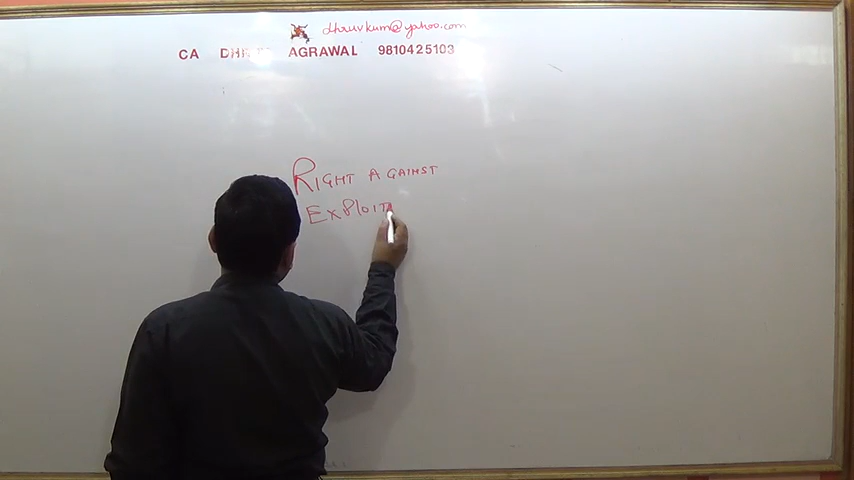 dhruvkum@yahoo.com
CA AGRAWAL 9810425103
RIGHT AGAINST
EXPLOIT